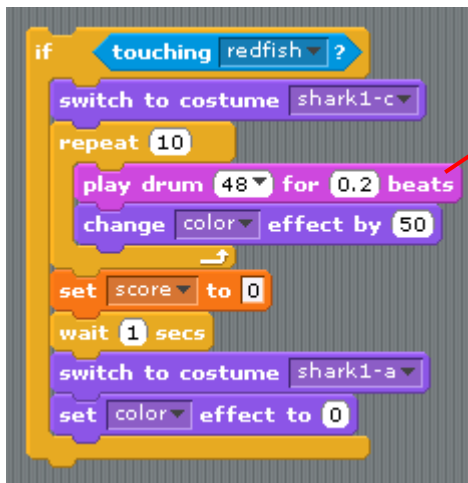 if touching redfish ?
switch to costume shark1-c
repeat 10
play drum 48 for 0.2 beats
change color effect by 50
set score to 0
wait 1 secs
switch to costume shark1-a
set color effect to 0